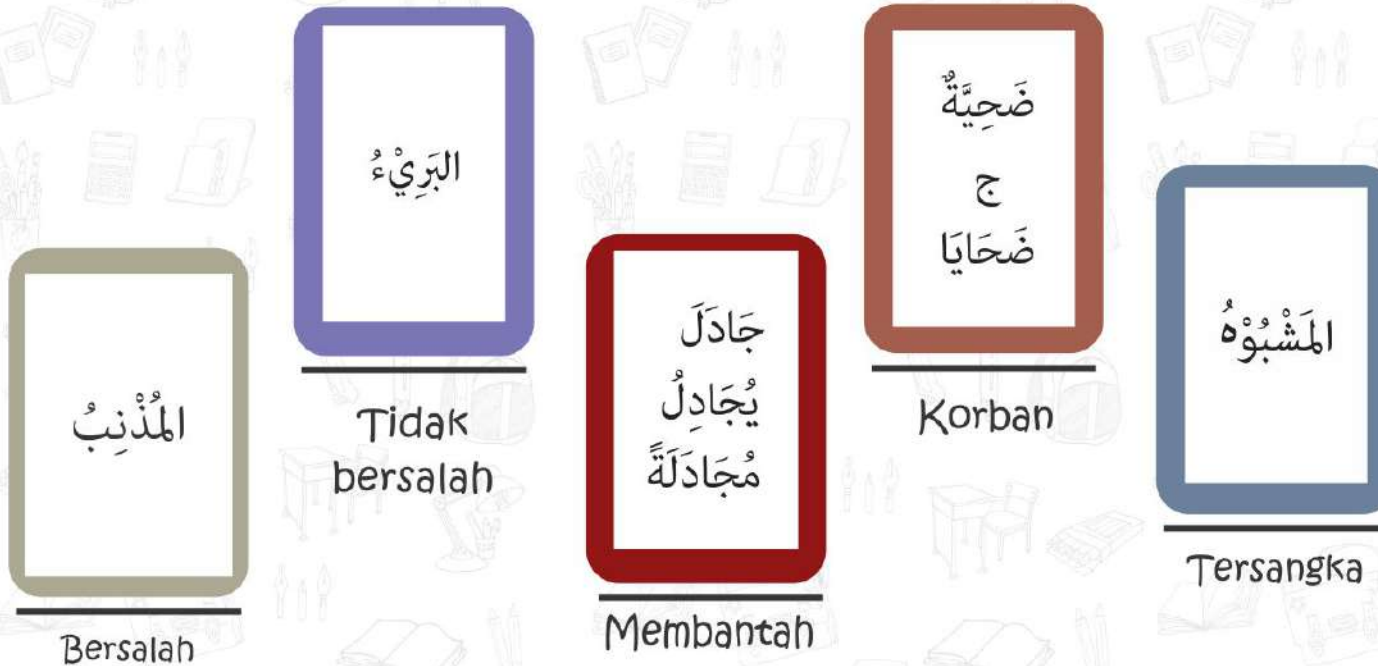 المُذْنِبُ
Bersalah
البَرِيْءُ
Tidak
bersalah
جَادَلَ
يُجَادِلُ
مُجَادَلَةً
Membantah
ضَحِيَّةٌ
ج
ضَحَايَا
Korban
المَشْبُوْهُ
Tersangka